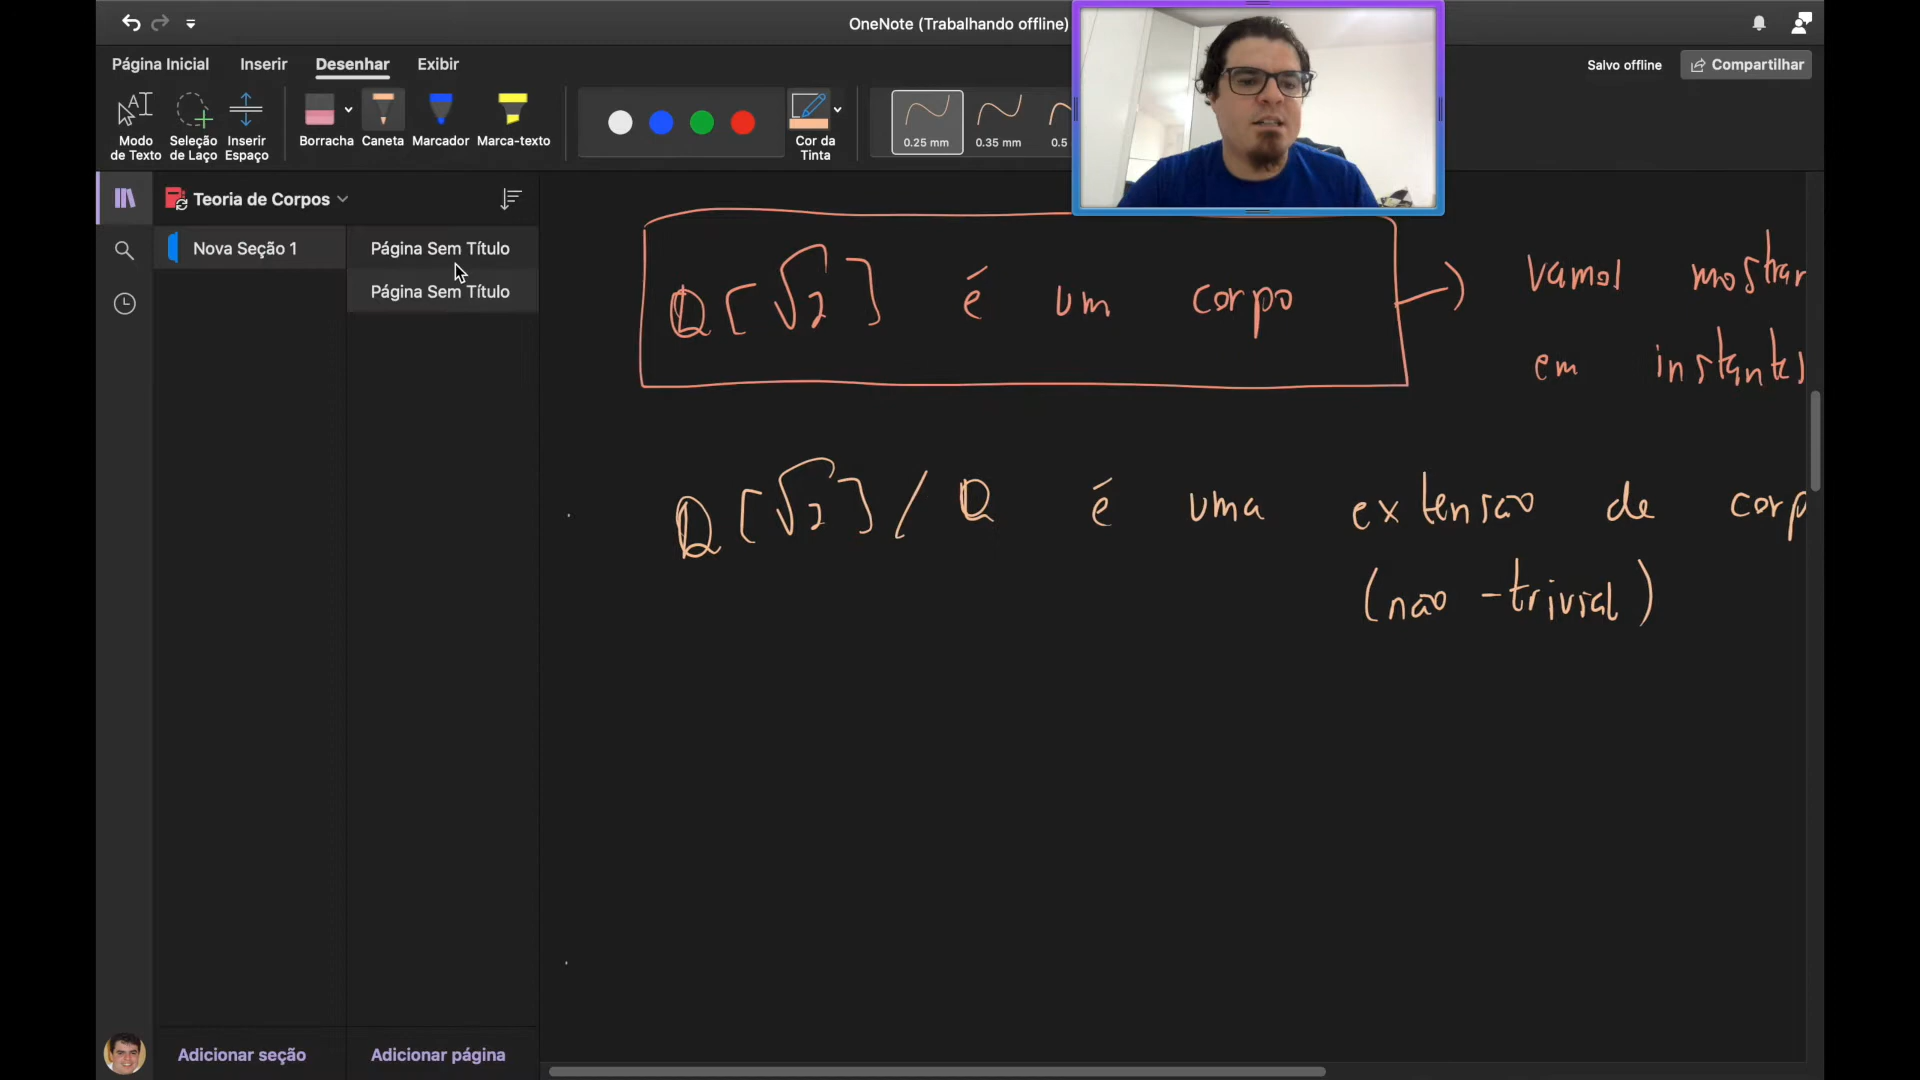 OneNote (Trabalhando offline)
Página Inicial Inserir Desenhar Exibir
Salvo offline Compartilhar
Modo de Texto
Seleção de Laço
Inserir Espaço
Borracha Caneta Marcador Marca-texto
Cor da Tinta
0.25 mm 0.35 mm 0.5
Teoria de Corpos
Nova Seção 1
Página Sem Título
Página Sem Título
Q[√2] é um corpo → vamos mostrar
em instantes
Q[√2]/Q é uma extensão de corp
(não-trivial)
Adicionar seção Adicionar página